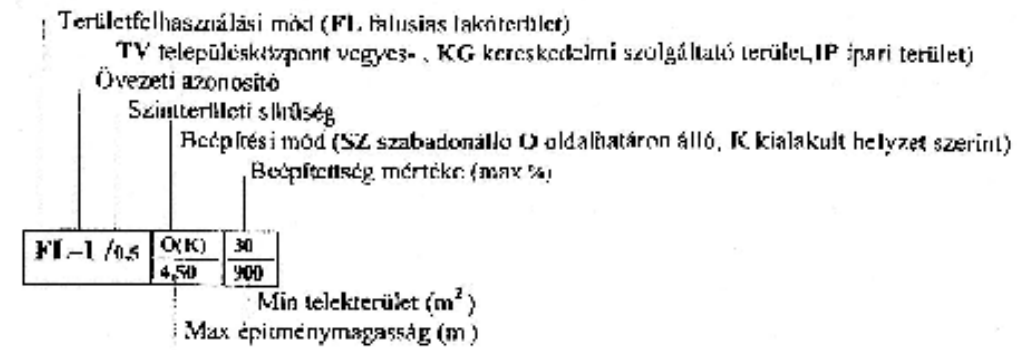 Területfelhasználási mód (FL falusias lakóterület)
TV településközpont vegyes- , KG kereskedelmi szolgáltató terület,IP ipari terület)
Övezeti azonosító
Szintterületi sűrűség
Beépítési mód (SZ szabadonálló O oldalhatáron álló, K kialakult helyzet szerint)
Beépítettség mértéke (max %)
FL-1 /0,5 O(K) 30
4,50 900
Min telekterület (m²)
Max építménymagasság (m)